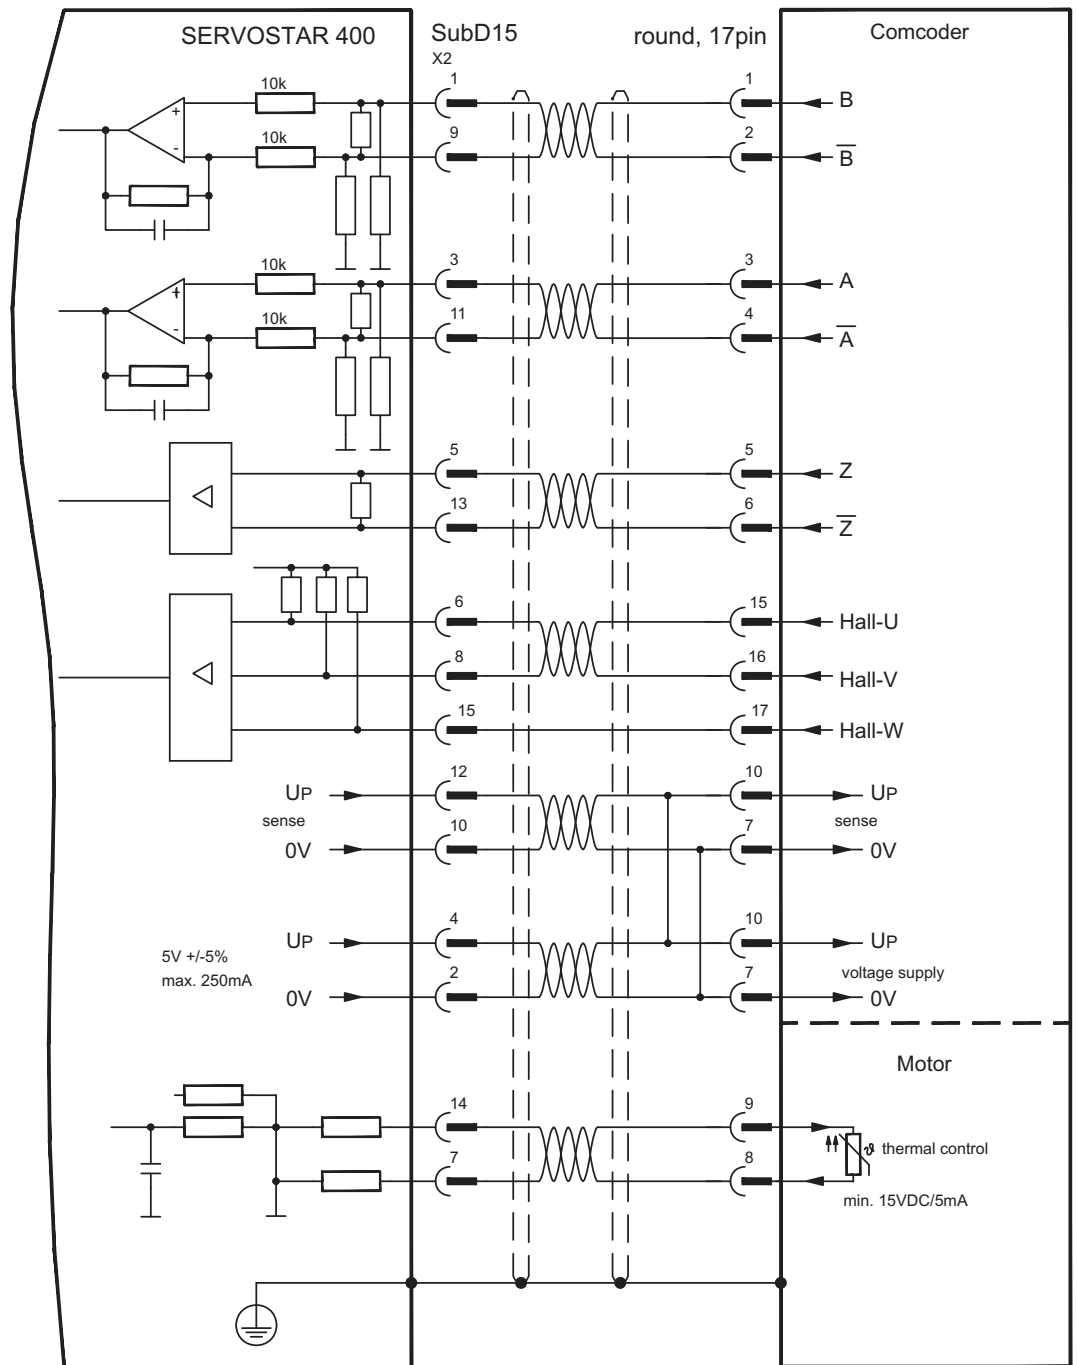 SERVOSTAR 400
SubD15
round, 17pin
Comcoder
X2
10k
1
1
B
+
-
10k
9
2
B̅
10k
3
3
A
+
-
10k
11
4
A̅
5
5
Z
13
6
Z̅
6
15
Hall-U
8
16
Hall-V
15
17
Hall-W
UP
12
10
UP
sense
sense
0V
10
7
0V
UP
4
10
UP
5V +/-5%
max. 250mA
voltage supply
0V
2
7
0V
Motor
14
9
ϑ thermal control
7
8
min. 15VDC/5mA